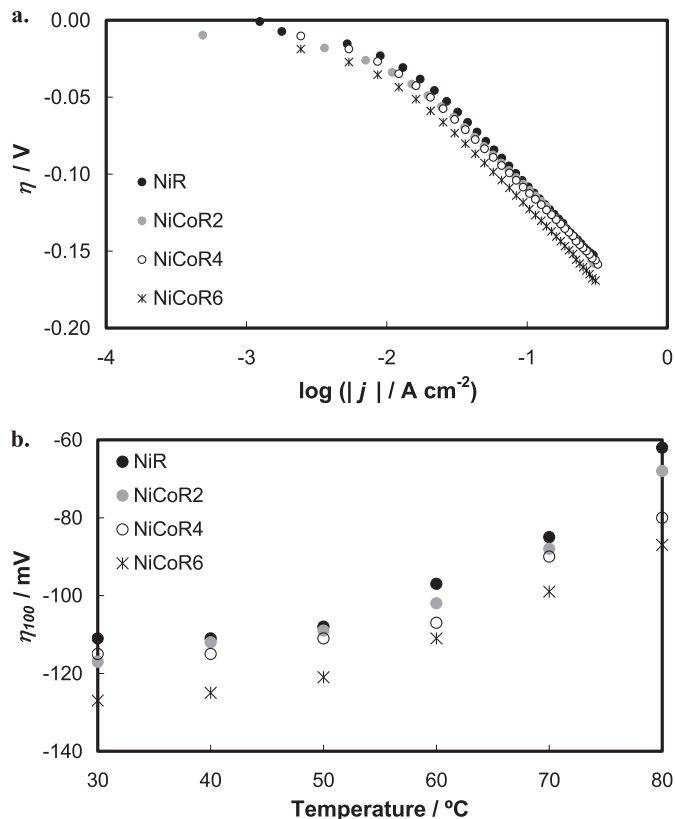 a.
0.00
-0.05
-0.10
-0.15
-0.20
η / V
NiR
NiCoR2
NiCoR4
NiCoR6
-4 -3 -2 -1 0
log (| j | / A cm-2)
b.
-60
-80
-100
-120
-140
η100 / mV
NiR
NiCoR2
NiCoR4
NiCoR6
30 40 50 60 70 80
Temperature / ºC